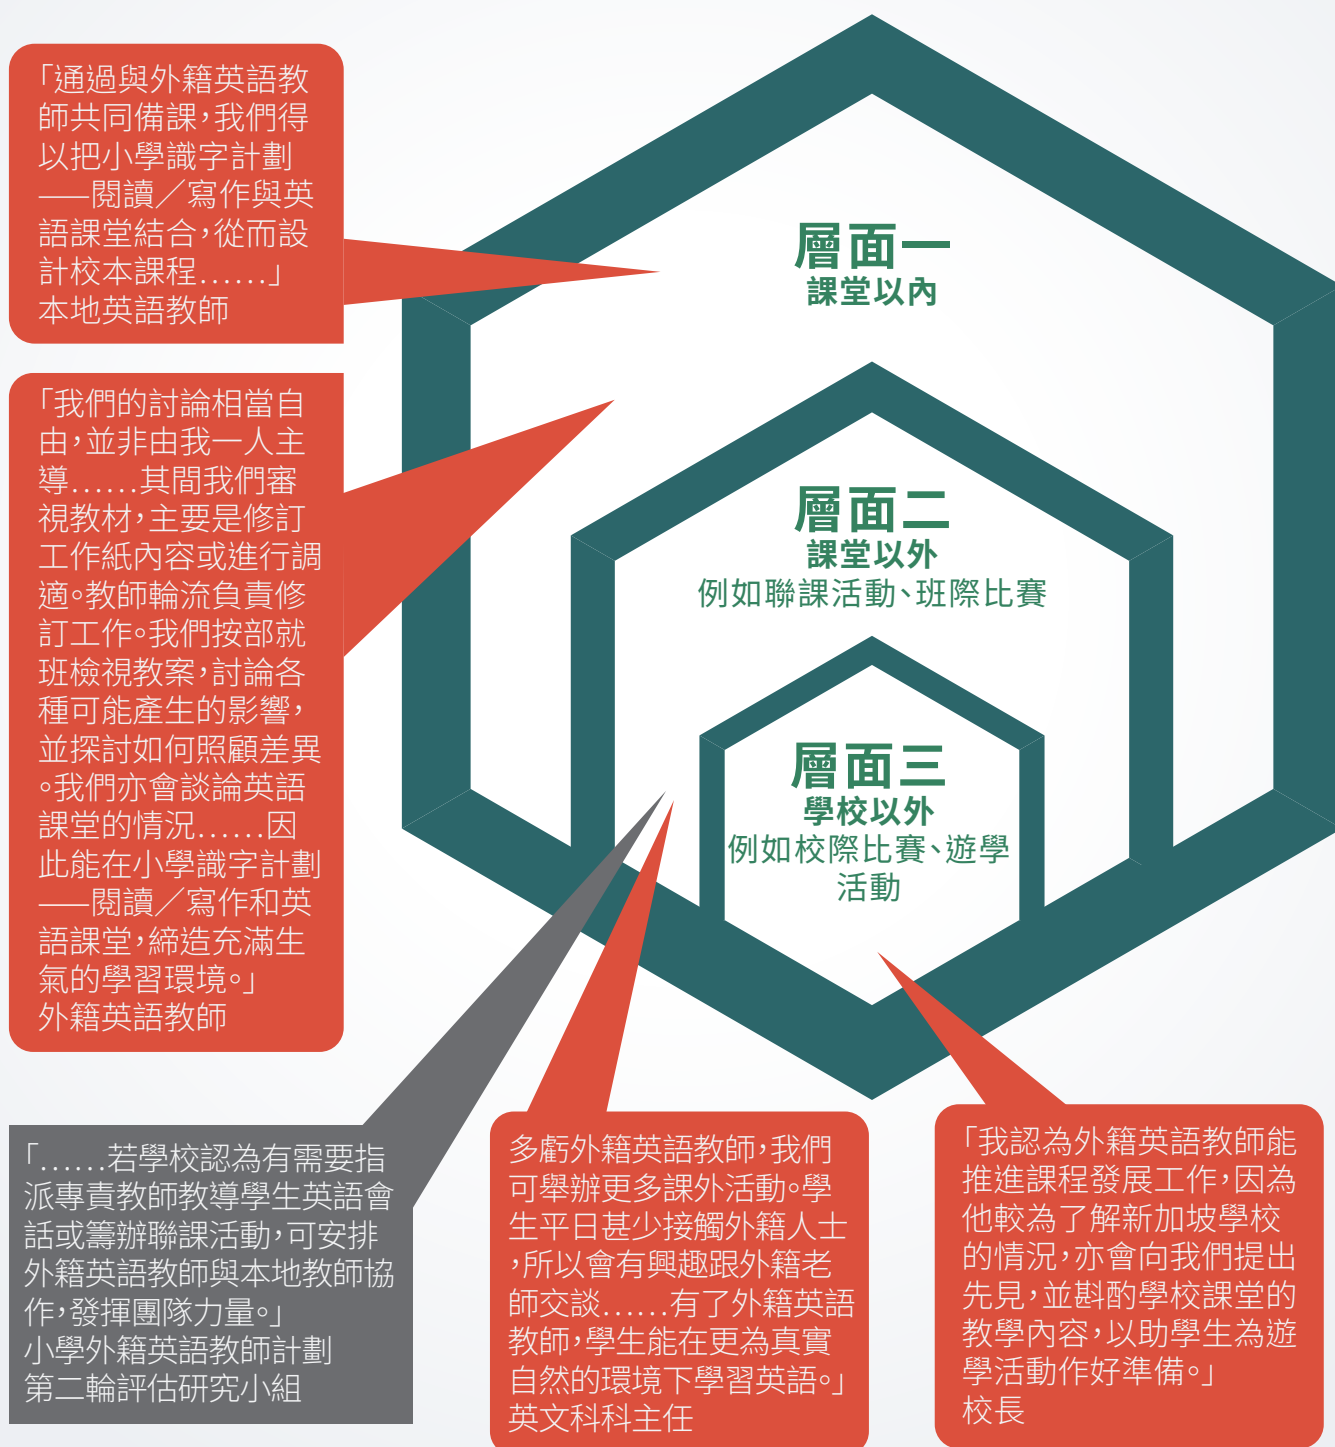 「通過與外籍英語教
師共同備課，我們得
以把小學識字計劃
──閱讀／寫作與英
語課堂結合，從而設
計校本課程......」
本地英語教師
「我們的討論相當自
由，並非由我一人主
導......其間我們審
視教材，主要是修訂
工作紙內容或進行調
適。教師輪流負責修
訂工作。我們按部就
班檢視教案，討論各
種可能產生的影響，
並探討如何照顧差異
。我們亦會談論英語
課堂的情況......因
此能在小學識字計劃
──閱讀／寫作和英
語課堂，締造充滿生
氣的學習環境。」
外籍英語教師
層面一
課堂以內
層面二
課堂以外
例如聯課活動、班際比賽
層面三
學校以外
例如校際比賽、遊學
活動
「......若學校認為有需要指
派專責教師教導學生英語會
話或籌辦聯課活動，可安排
外籍英語教師與本地教師協
作，發揮團隊力量。」
小學外籍英語教師計劃
第二輪評估研究小組
多虧外籍英語教師，我們
可舉辦更多課外活動。學
生平日甚少接觸外籍人士
，所以會有興趣跟外籍老
師交談......有了外籍英語
教師，學生能在更為真實
自然的環境下學習英語。」
英文科科主任
「我認為外籍英語教師能
推進課程發展工作，因為
他較為了解新加坡學校
的情況，亦會向我們提出
先見，並斟酌學校課堂的
教學內容，以助學生為遊
學活動作好準備。」
校長